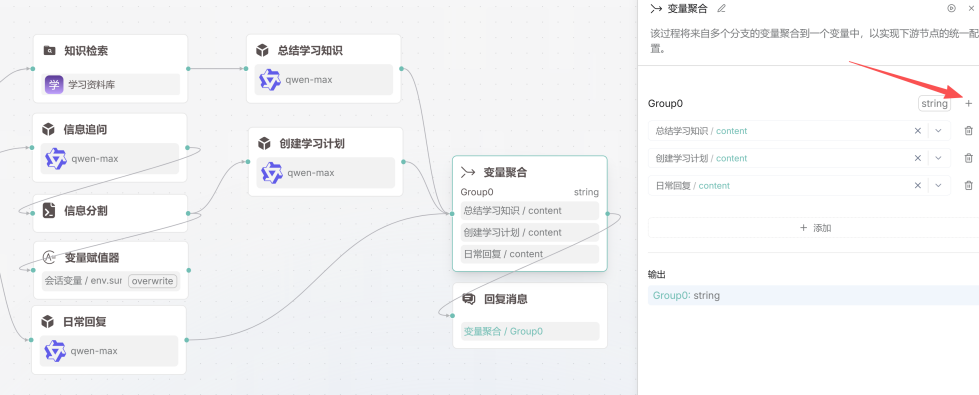 知识检索
学
学习资料库
总结学习知识
qwen-max
信息追问
qwen-max
创建学习计划
qwen-max
信息分割
变量赋值器
会话变量 / env.sur
overwrite
日常回复
qwen-max
变量聚合
Group0 string
总结学习知识 / content
创建学习计划 / content
日常回复 / content
回复消息
变量聚合 / Group0
变量聚合
该过程将来自多个分支的变量聚合到一个变量中，以实现下游节点的统一配
置。
Group0 string
总结学习知识 / content
创建学习计划 / content
日常回复 / content
添加
输出
Group0: string